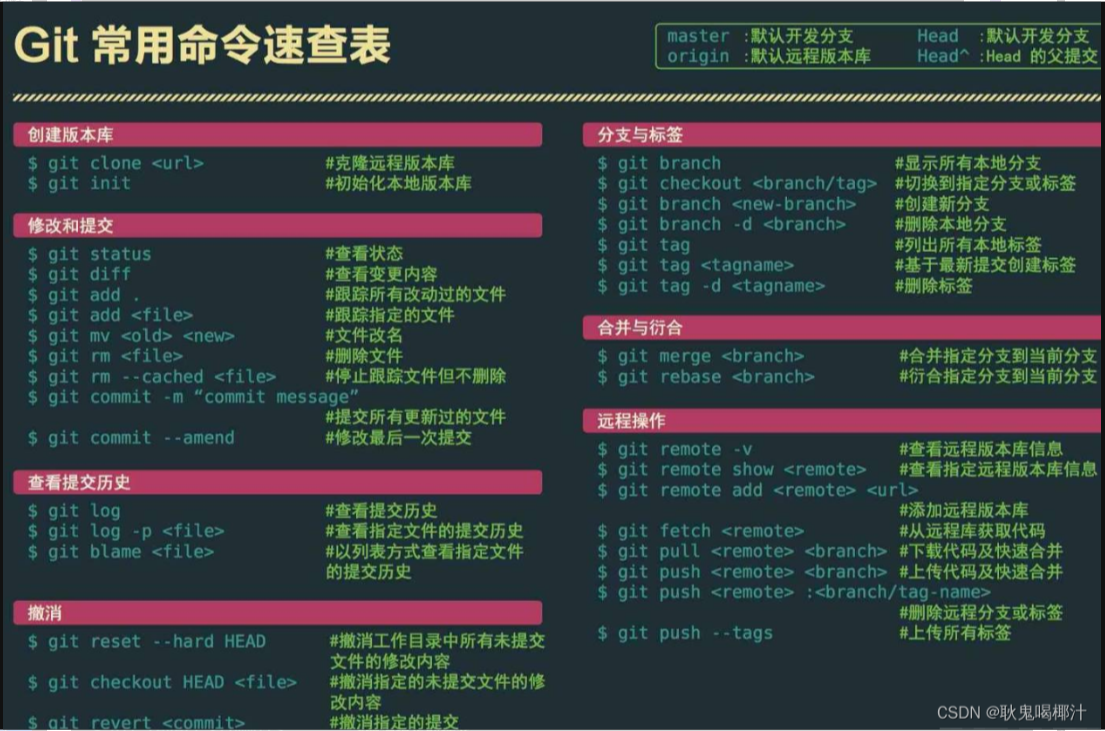 Git 常用命令速查表
master :默认开发分支 Head :默认开发分支
origin :默认远程版本库 Head^ :Head 的父提交
创建版本库
$ git clone <url> #克隆远程版本库
$ git init #初始化本地版本库
修改和提交
$ git status #查看状态
$ git diff #查看变更内容
$ git add . #跟踪所有改动过的文件
$ git add <file> #跟踪指定的文件
$ git mv <old> <new> #文件改名
$ git rm <file> #删除文件
$ git rm --cached <file> #停止跟踪文件但不删除
$ git commit -m “commit message”
#提交所有更新过的文件
$ git commit --amend #修改最后一次提交
查看提交历史
$ git log #查看提交历史
$ git log -p <file> #查看指定文件的提交历史
$ git blame <file> #以列表方式查看指定文件
的提交历史
撤消
$ git reset --hard HEAD #撤消工作目录中所有未提交
文件的修改内容
$ git checkout HEAD <file> #撤消指定的未提交文件的修
改内容
$ git revert <commit> #撤消指定的提交
分支与标签
$ git branch #显示所有本地分支
$ git checkout <branch/tag> #切换到指定分支或标签
$ git branch <new-branch> #创建新分支
$ git branch -d <branch> #删除本地分支
$ git tag #列出所有本地标签
$ git tag <tagname> #基于最新提交创建标签
$ git tag -d <tagname> #删除标签
合并与衍合
$ git merge <branch> #合并指定分支到当前分支
$ git rebase <branch> #衍合指定分支到当前分支
远程操作
$ git remote -v #查看远程版本库信息
$ git remote show <remote> #查看指定远程版本库信息
$ git remote add <remote> <url>
#添加远程版本库
$ git fetch <remote> #从远程库获取代码
$ git pull <remote> <branch> #下载代码及快速合并
$ git push <remote> <branch> #上传代码及快速合并
$ git push <remote> :<branch/tag-name>
#删除远程分支或标签
$ git push --tags #上传所有标签
CSDN @耿鬼喝椰汁